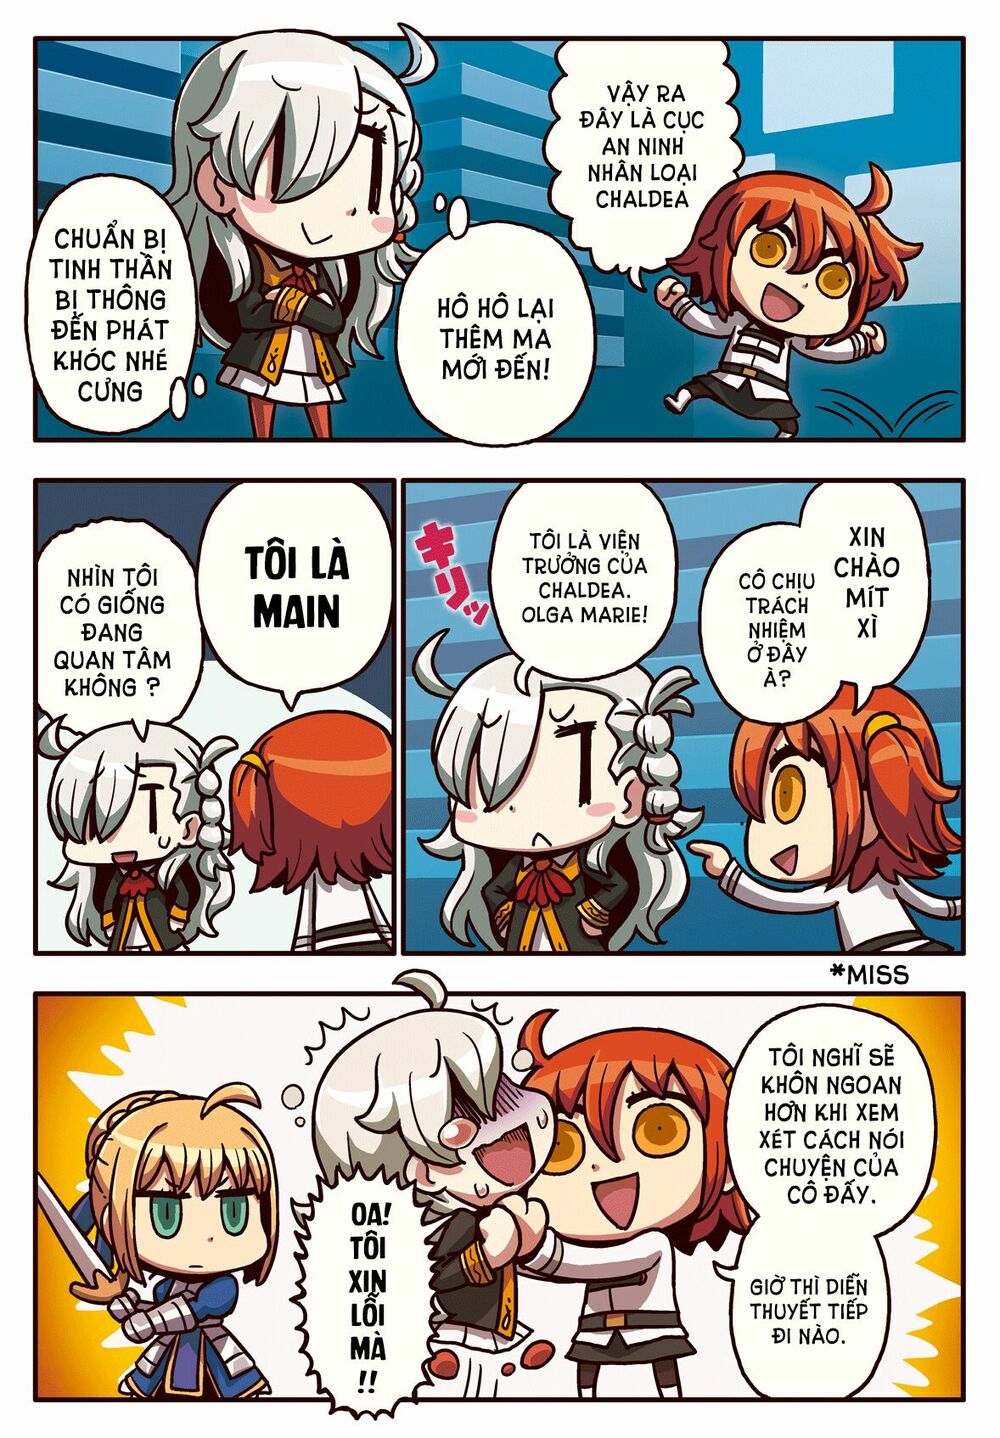 VẬY RA
ĐÂY LÀ CỤC
AN NINH
NHÂN LOẠI
CHALDEA
HÔ HÔ LẠI
THÊM MA
MỚI ĐẾN!
CHUẨN BỊ
TINH THẦN
BỊ THÔNG
ĐẾN PHÁT
KHÓC NHÉ
CƯNG
XIN
CHÀO
MÍT
XÌ
CÔ CHỊU
TRÁCH
NHIỆM
Ở ĐÂY
À?
TÔI LÀ VIỆN
TRƯỞNG CỦA
CHALDEA.
OLGA MARIE!
キリッ
TÔI LÀ
MAIN
NHÌN TÔI
CÓ GIỐNG
ĐANG
QUAN TÂM
KHÔNG ?
*MISS
TÔI NGHĨ SẼ
KHÔN NGOAN
HƠN KHI XEM
XÉT CÁCH NÓI
CHUYỆN CỦA
CÔ ĐẤY.
GIỜ THÌ DIỄN
THUYẾT TIẾP
ĐI NÀO.
OA!
TÔI
XIN
LỖI
MÀ
!!